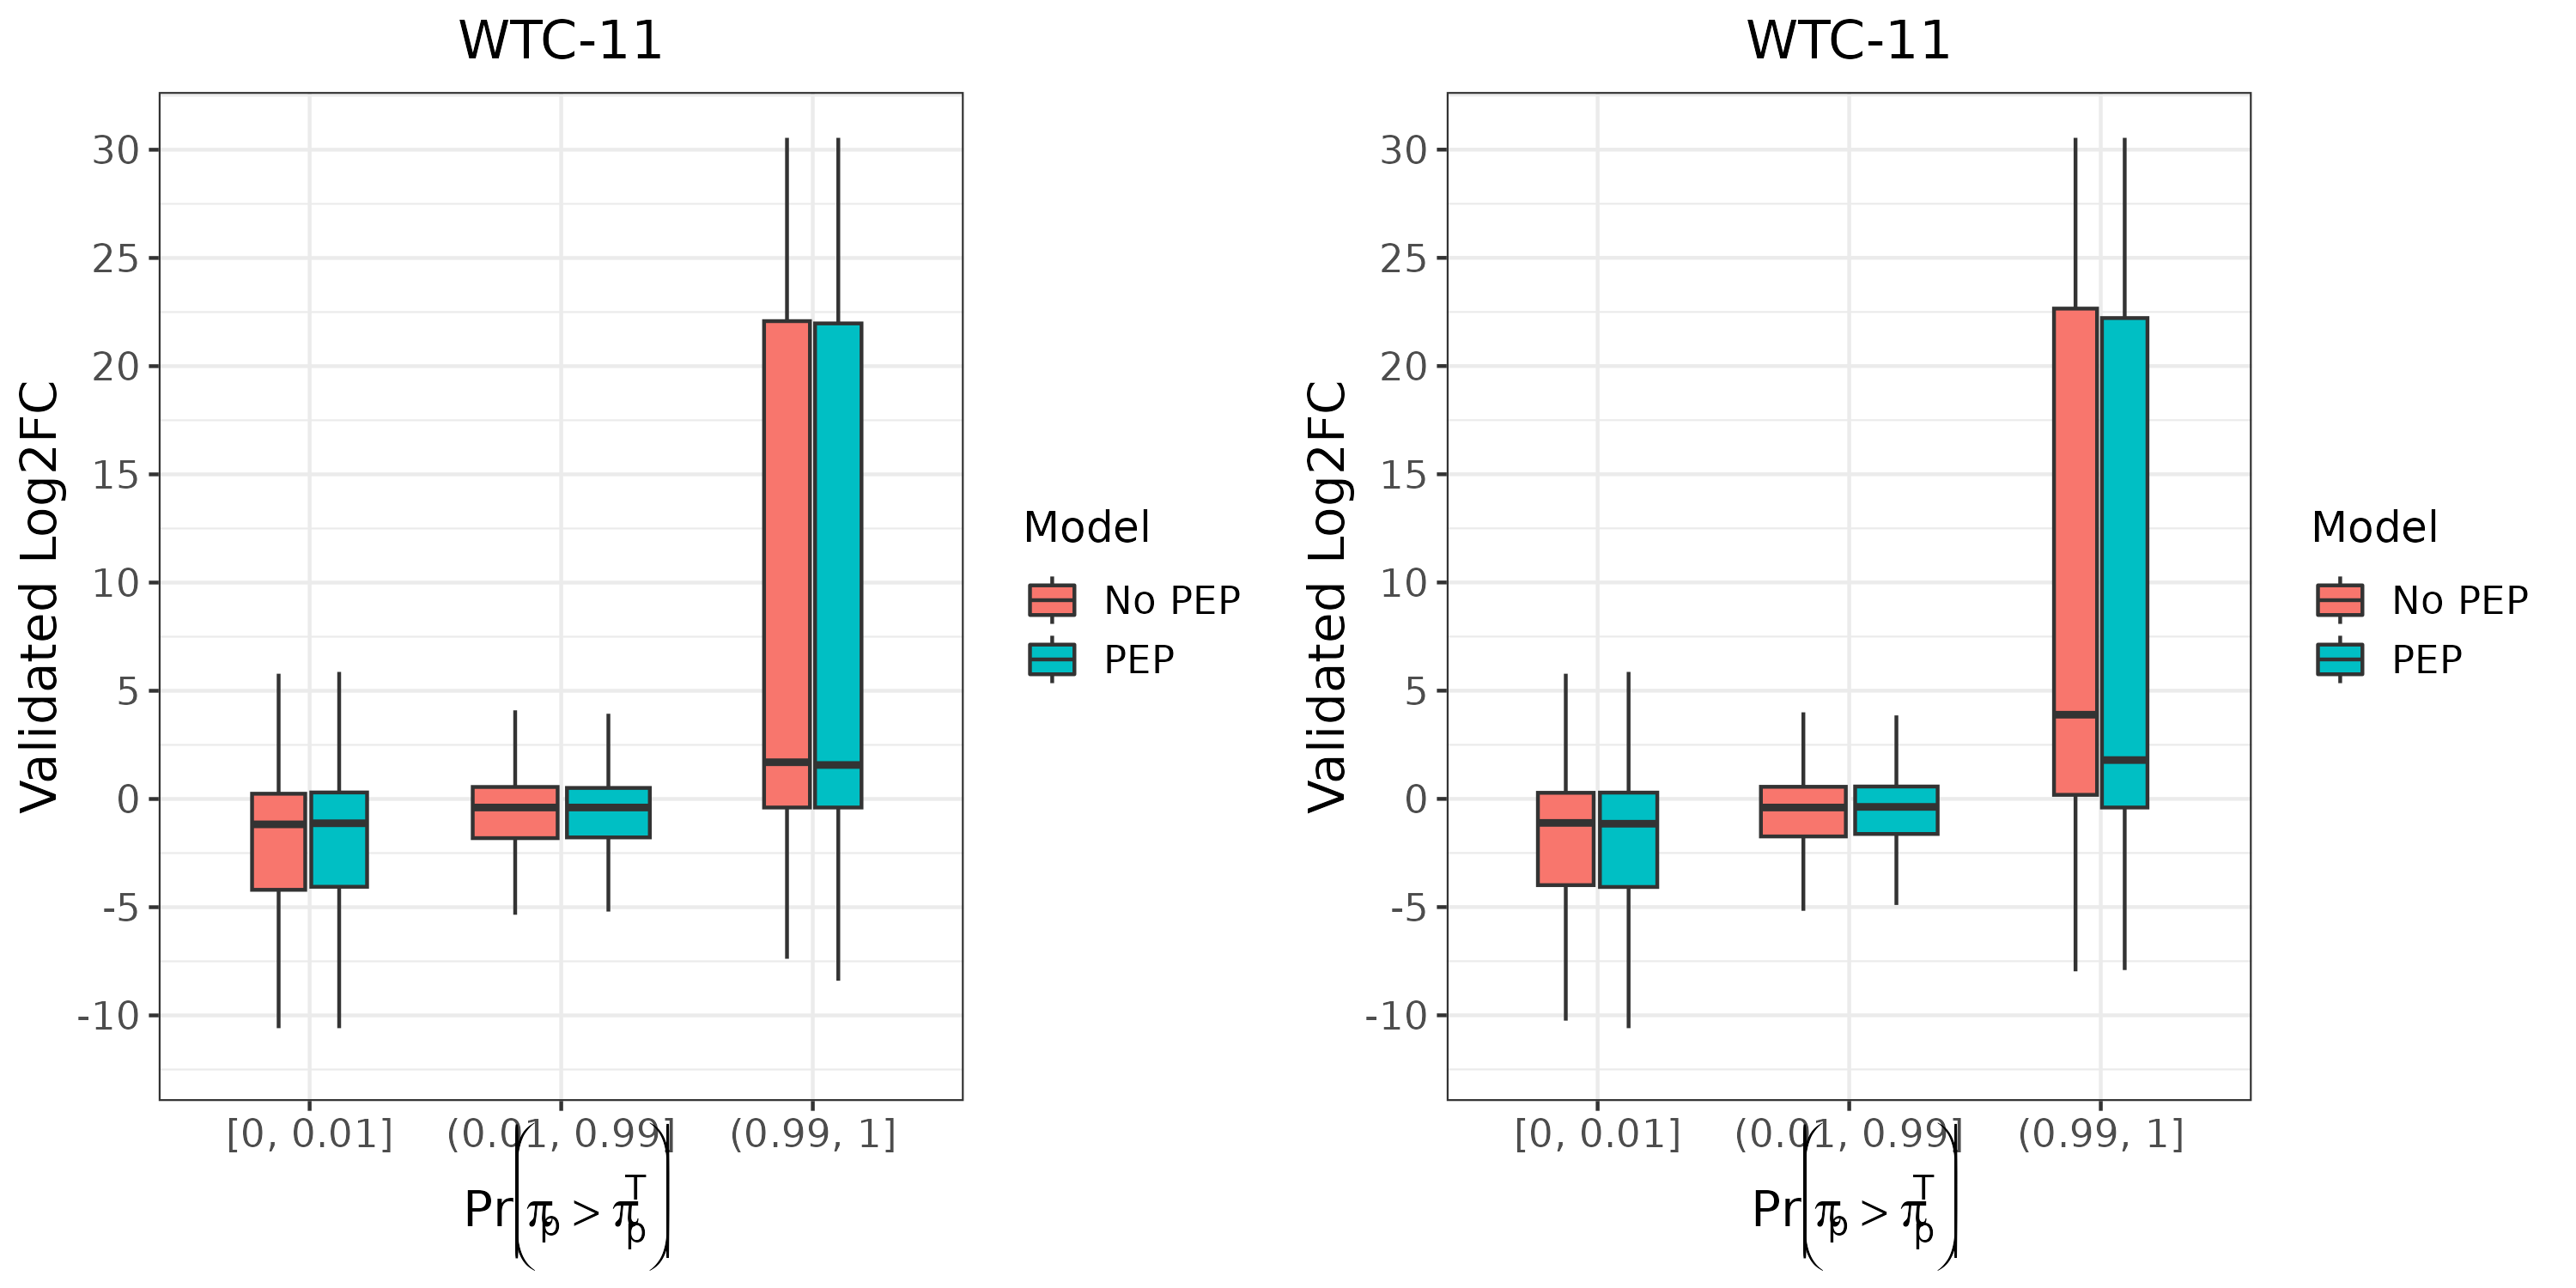 WTC-11
Validated Log2FC
30
25
20
15
10
5
0
-5
-10
[0, 0.01] (0.01, 0.99] (0.99, 1]
Pr(πp > πpT)
Model
No PEP
PEP
WTC-11
Validated Log2FC
30
25
20
15
10
5
0
-5
-10
[0, 0.01] (0.01, 0.99] (0.99, 1]
Pr(πp > πpT)
Model
No PEP
PEP